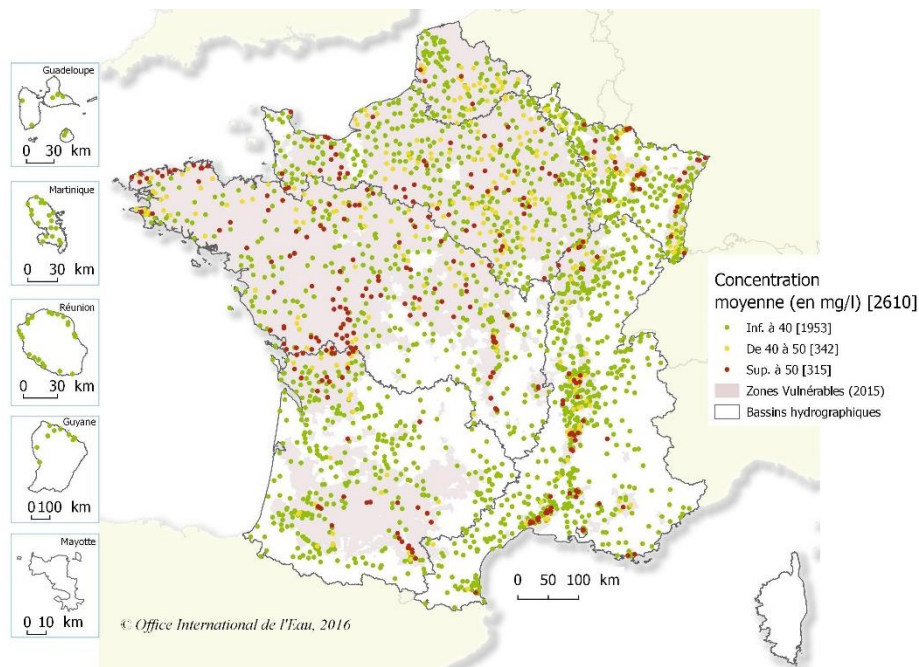 Guadeloupe
0 30 km
Martinique
0 30 km
Réunion
0 30 km
Guyane
0 100 km
Mayotte
0 10 km
Concentration
moyenne (en mg/l) [2610]
Inf. à 40 [1953]
De 40 à 50 [342]
Sup. à 50 [315]
Zones Vulnérables (2015)
Bassins hydrographiques
0 50 100 km
© Office International de l'Eau, 2016